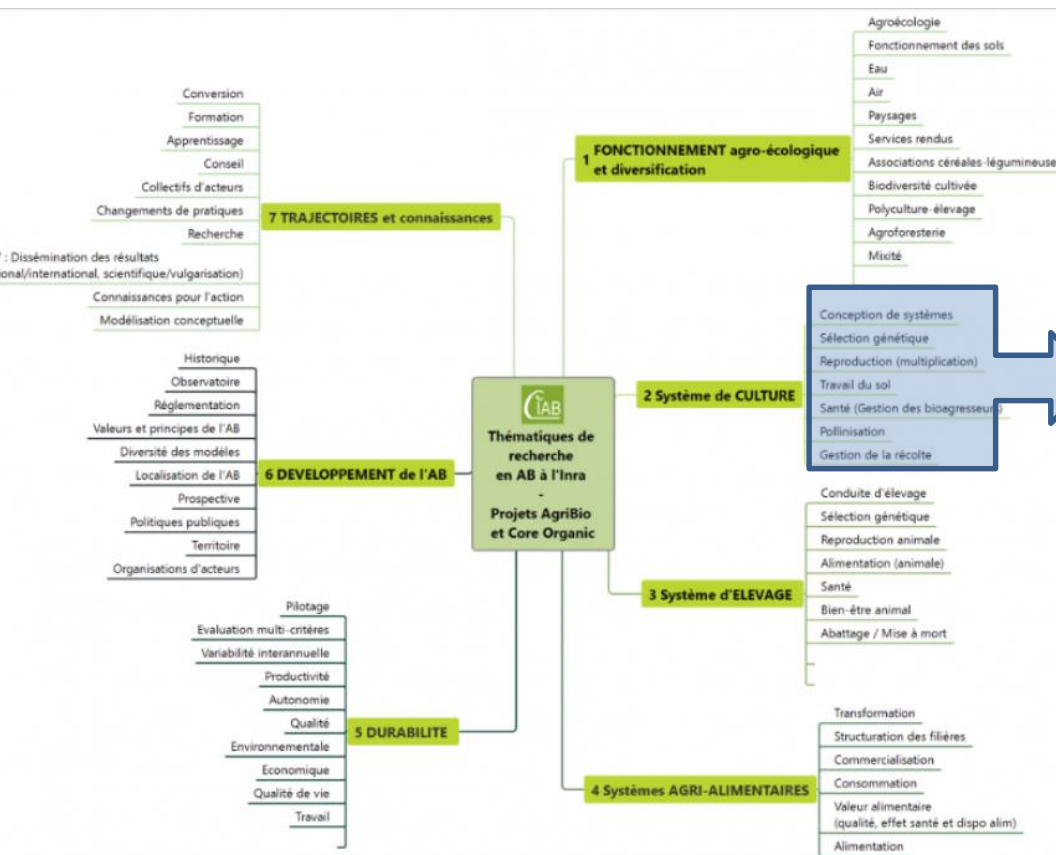 CIAB
Thématiques de
recherche
en AB à l'Inra
-
Projets AgriBio
et Core Organic
1 FONCTIONNEMENT agro-écologique
et diversification
Agroécologie
Fonctionnement des sols
Eau
Air
Paysages
Services rendus
Associations céréales-légumineuse
Biodiversité cultivée
Polyculture-élevage
Agroforesterie
Mixité
2 Système de CULTURE
Conception de systèmes
Sélection génétique
Reproduction (multiplication)
Travail du sol
Santé (Gestion des bioagresseurs)
Pollinisation
Gestion de la récolte
3 Système d'ELEVAGE
Conduite d'élevage
Sélection génétique
Reproduction animale
Alimentation (animale)
Santé
Bien-être animal
Abattage / Mise à mort
4 Systèmes AGRI-ALIMENTAIRES
Transformation
Structuration des filières
Commercialisation
Consommation
Valeur alimentaire
(qualité, effet santé et dispo alim)
Alimentation
5 DURABILITE
Pilotage
Evaluation multi-critères
Variabilité interannuelle
Productivité
Autonomie
Qualité
Environnementale
Economique
Qualité de vie
Travail
6 DEVELOPPEMENT de l'AB
Historique
Observatoire
Réglementation
Valeurs et principes de l'AB
Diversité des modèles
Localisation de l'AB
Prospective
Politiques publiques
Territoire
Organisations d'acteurs
7 TRAJECTOIRES et connaissances
Conversion
Formation
Apprentissage
Conseil
Collectifs d'acteurs
Changements de pratiques
Recherche
: Dissémination des résultats
ional/international, scientifique/vulgarisation)
Connaissances pour l'action
Modélisation conceptuelle